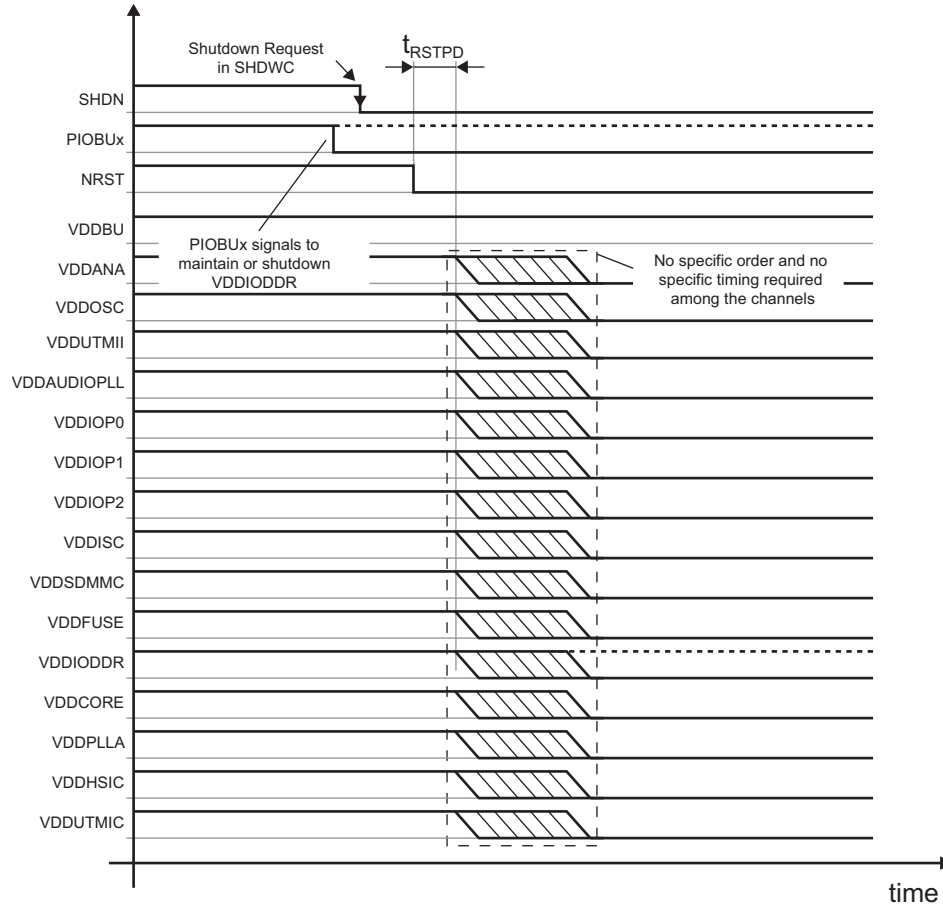 Shutdown Request
in SHDWC
tRSTPD
SHDN
PIOBUx
NRST
VDDBU
PIOBUx signals to
maintain or shutdown
VDDIODDR
No specific order and no
specific timing required
among the channels
VDDANA
VDDOSC
VDDUTMII
VDDAUDIOPLL
VDDIOP0
VDDIOP1
VDDIOP2
VDDISC
VDDSDMMC
VDDFUSE
VDDIODDR
VDDCORE
VDDPLLA
VDDHSIC
VDDUTMIC
time